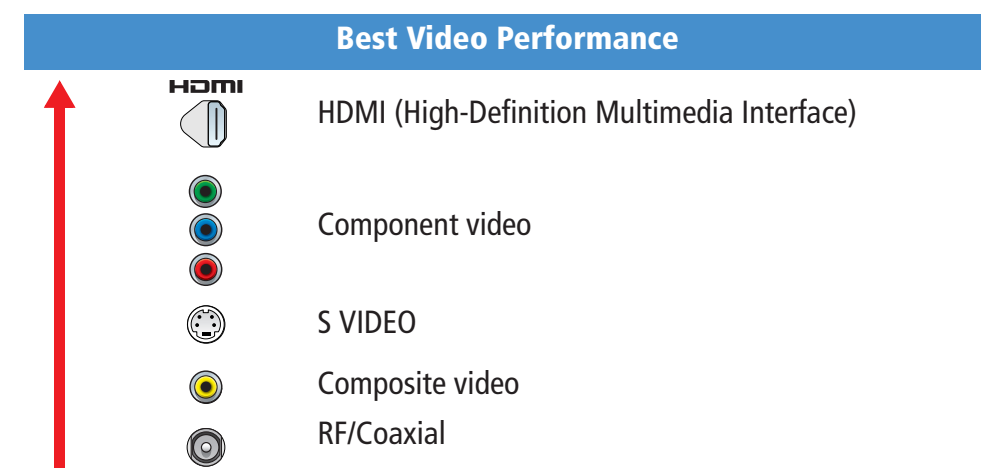 Best Video Performance
HDMI
HDMI (High-Definition Multimedia Interface)
Component video
S VIDEO
Composite video
RF/Coaxial